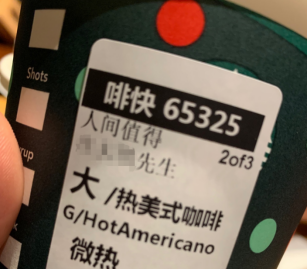 Shots
rup
啡快 65325
人间值得
先生
2of3
大 /热美式咖啡
G/HotAmericano
微热